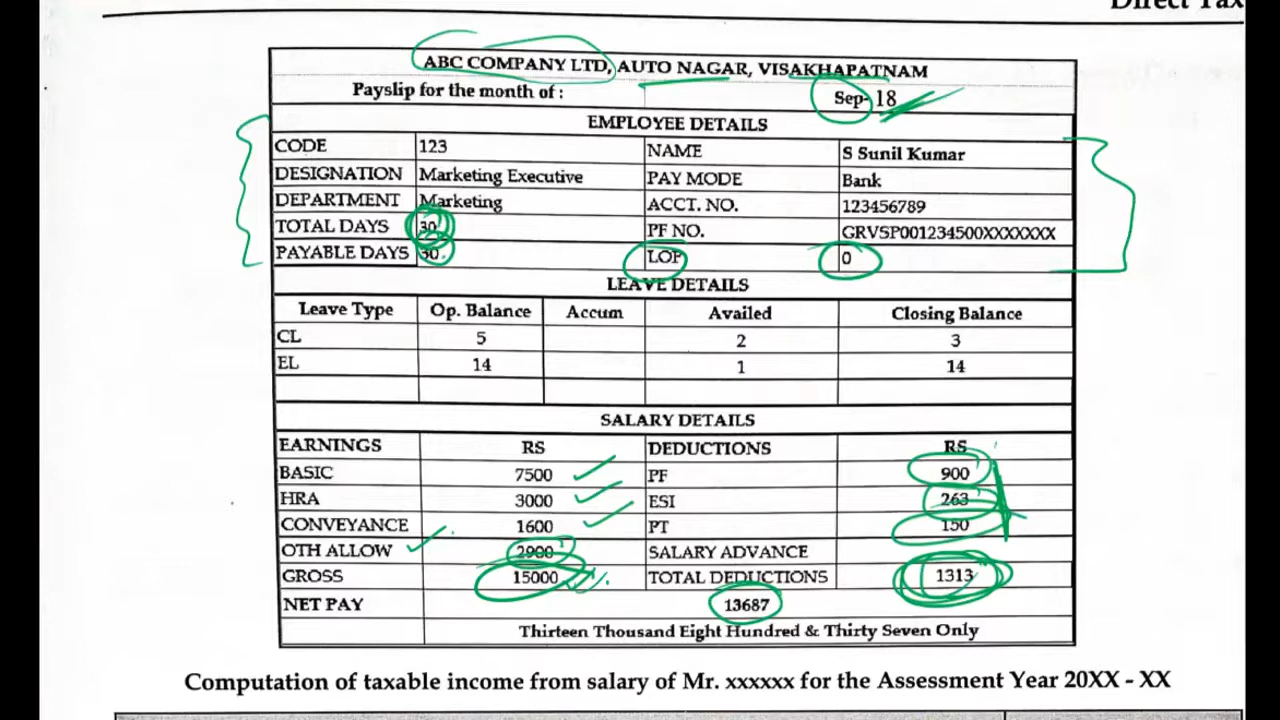 Direct Tax
ABC COMPANY LTD, AUTO NAGAR, VISAKHAPATNAM
Payslip for the month of : Sep-18
EMPLOYEE DETAILS
CODE 123 NAME S Sunil Kumar
DESIGNATION Marketing Executive PAY MODE Bank
DEPARTMENT Marketing ACCT. NO. 123456789
TOTAL DAYS 30 PF NO. GRVSP001234500XXXXXXX
PAYABLE DAYS 30 LOP 0
LEAVE DETAILS
Leave Type Op. Balance Accum Availed Closing Balance
CL 5 2 3
EL 14 1 14
SALARY DETAILS
EARNINGS RS DEDUCTIONS RS
BASIC 7500 PF 900
HRA 3000 ESI 263
CONVEYANCE 1600 PT 150
OTH ALLOW 2900 SALARY ADVANCE
GROSS 15000 TOTAL DEDUCTIONS 1313
NET PAY 13687
Thirteen Thousand Eight Hundred & Thirty Seven Only
Computation of taxable income from salary of Mr. xxxxxx for the Assessment Year 20XX - XX